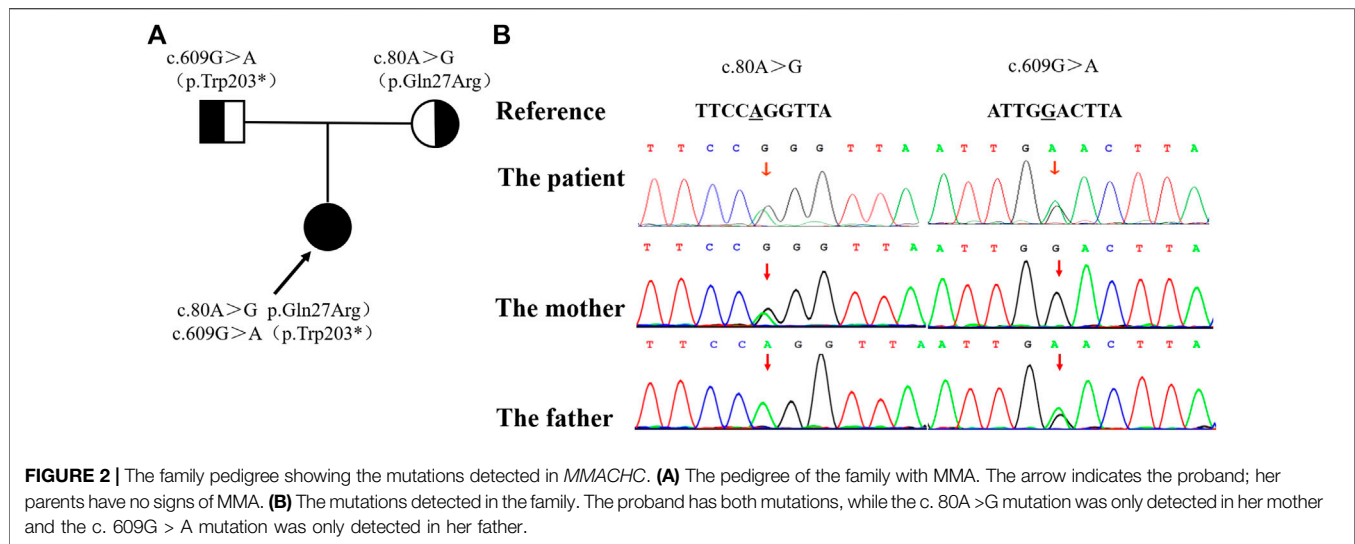 A
c.609G>A
（p.Trp203*）
c.80A>G
(p.Gln27Arg)
c.80A>G p.Gln27Arg)
c.609G>A（p.Trp203*）
B
c.80A>G
c.609G>A
Reference
TTCCAGGTTA
ATTGGACTTA
T T C C G G G T T A A T T G A A C T T A
The patient
T T C C G G G T T A A T T G G A C T T A
The mother
T T C C A G G T T A A T T G A A C T T A
The father
FIGURE 2 | The family pedigree showing the mutations detected in MMACHC. (A) The pedigree of the family with MMA. The arrow indicates the proband; her
parents have no signs of MMA. (B) The mutations detected in the family. The proband has both mutations, while the c. 80A >G mutation was only detected in her mother
and the c. 609G > A mutation was only detected in her father.